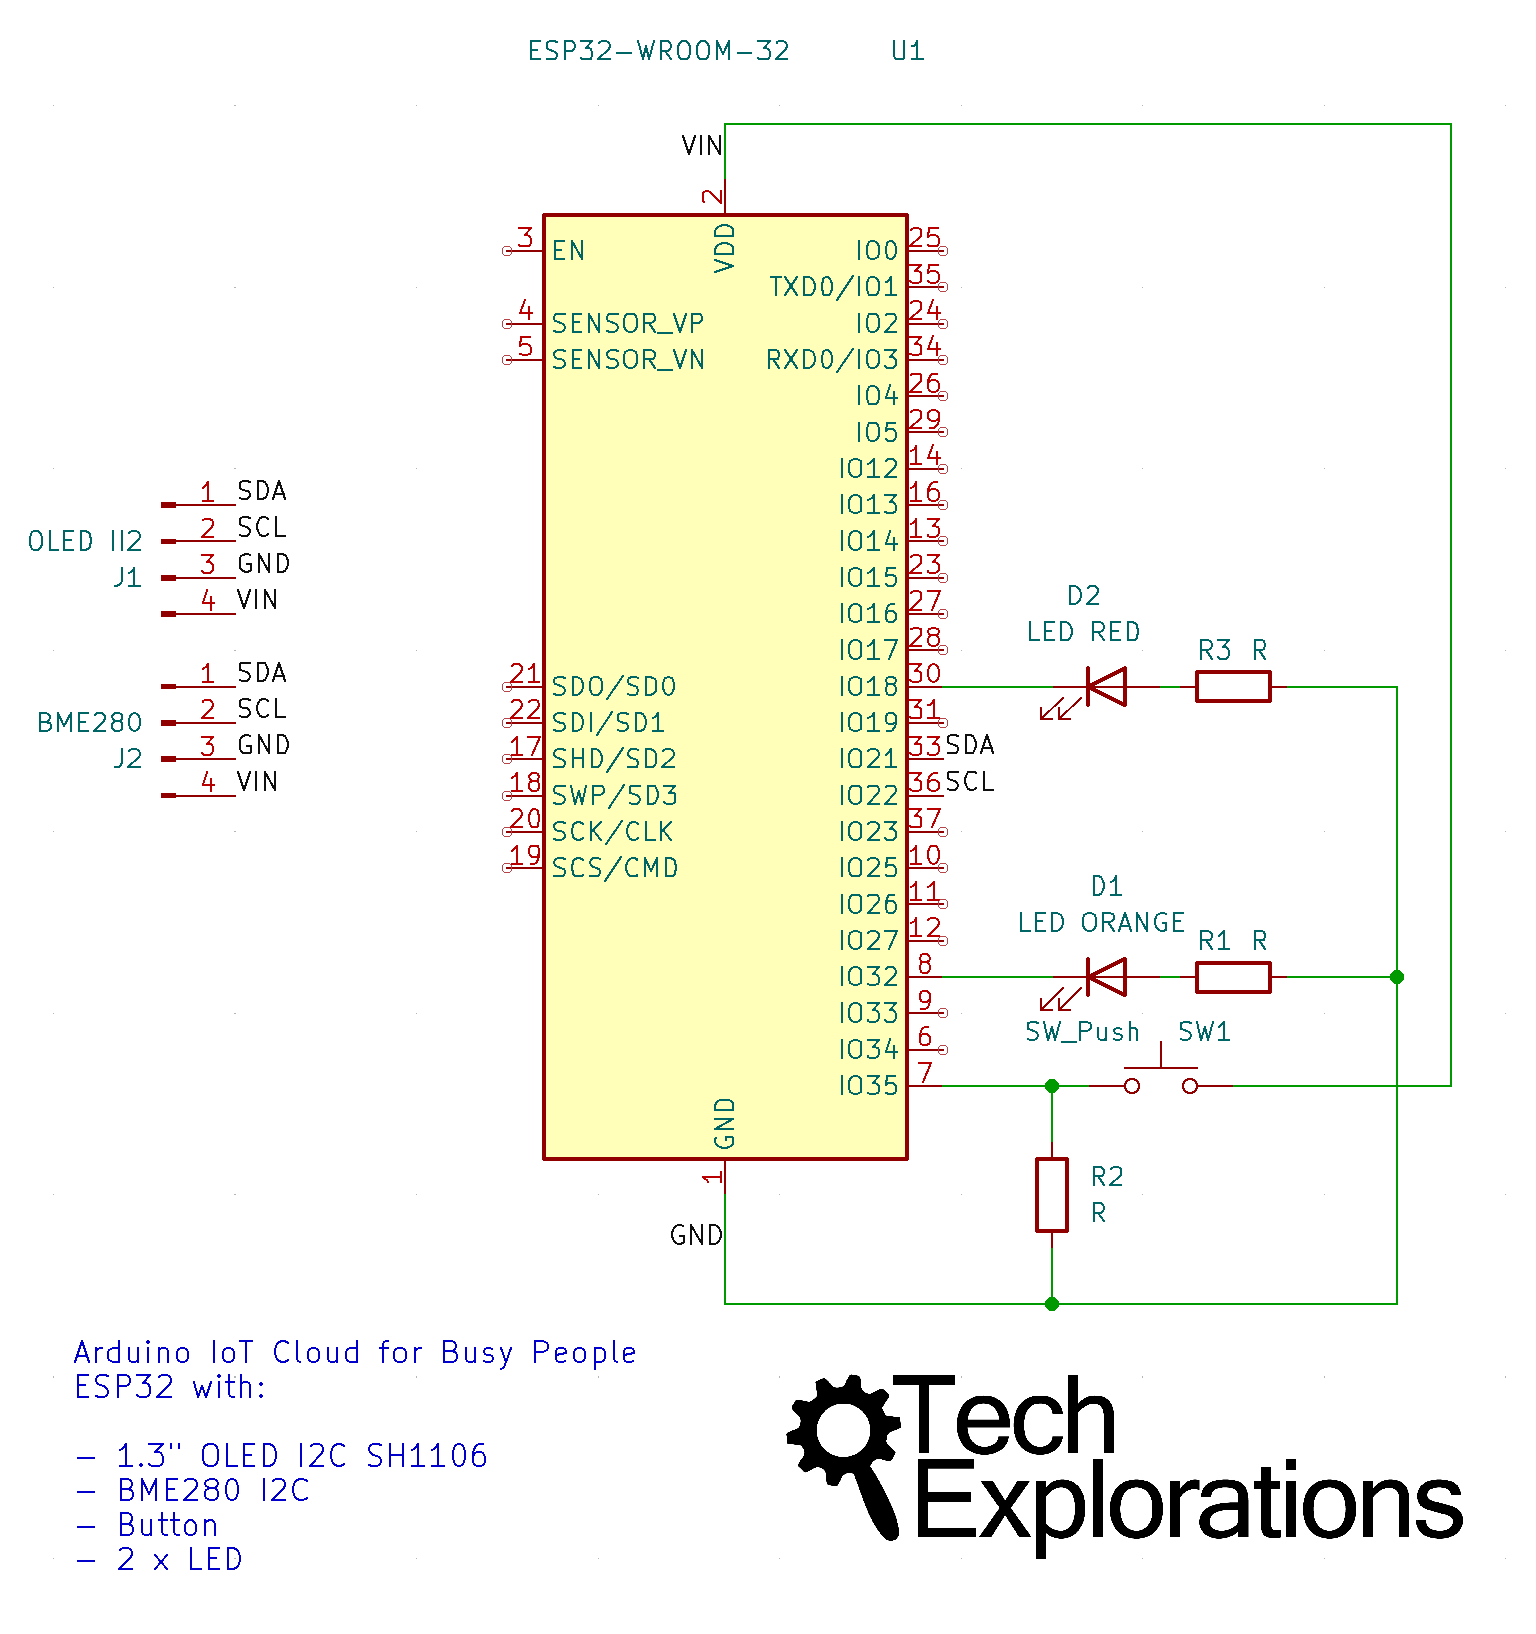 ESP32-WROOM-32 U1
VIN
2
VDD
3 EN
4 SENSOR_VP
5 SENSOR_VN
21 SDO/SD0
22 SDI/SD1
17 SHD/SD2
18 SWP/SD3
20 SCK/CLK
19 SCS/CMD
IO0 25
TXD0/IO1 35
IO2 24
RXD0/IO3 34
IO4 26
IO5 29
IO12 14
IO13 16
IO14 13
IO15 23
IO16 27
IO17 28
IO18 30
IO19 31
IO21 33 SDA
IO22 36 SCL
IO23 37
IO25 10
IO26 11
IO27 12
IO32 8
IO33 9
IO34 6
IO35 7
GND
1
GND
1 SDA
2 SCL
3 GND
4 VIN
OLED II2
J1
1 SDA
2 SCL
3 GND
4 VIN
BME280
J2
D2
LED RED
R3 R
D1
LED ORANGE
R1 R
SW_Push SW1
R2
R
Arduino IoT Cloud for Busy People
ESP32 with:
- 1.3" OLED I2C SH1106
- BME280 I2C
- Button
- 2 x LED
Tech
Explorations